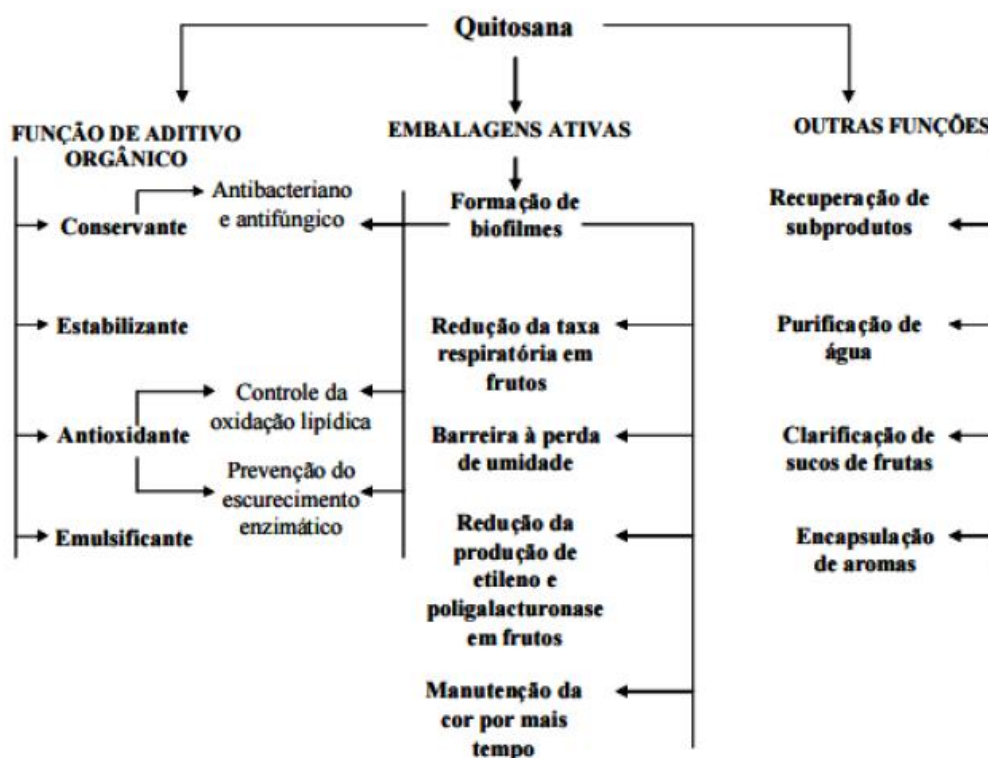 Quitosana
FUNÇÃO DE ADITIVO
ORGÂNICO
Conservante
Antibacteriano
e antifúngico
Estabilizante
Antioxidante
Controle da
oxidação lipídica
Prevenção do
escurecimento
enzimático
Emulsificante
EMBALAGENS ATIVAS
Formação de
biofilmes
Redução da taxa
respiratória em
frutos
Barreira à perda
de umidade
Redução da
produção de
etileno e
poligalacturonase
em frutos
Manutenção da
cor por mais
tempo
OUTRAS FUNÇÕES
Recuperação de
subprodutos
Purificação de
água
Clarificação de
sucos de frutas
Encapsulação
de aromas